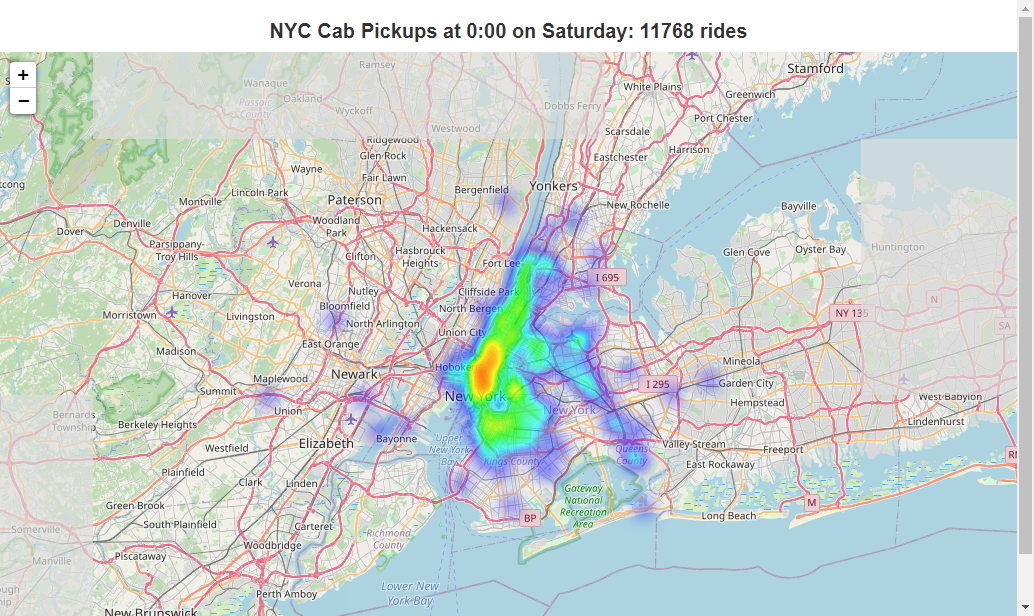 NYC Cab Pickups at 0:00 on Saturday: 11768 rides
+
−
Ramsey
Stamford
Wanaque
White Plains
Greenwich
Oakland
Passaic
County
Wyckoff
Dobbs Ferry
Port Chester
Westwood
Scarsdale
Ridgewood
Harrison
Glen Rock
Eastchester
Wayne
Fair Lawn
Yonkers
Lincoln Park
Bergenfield
Montville
Paterson
New Rochelle
Bayville
Denville
Woodland
Park
Hackensack
Dover
Parsippany-
Troy Hills
Hasbrouck
Heights
Clifton
Glen Cove
Oyster Bay
Huntington
Fort Lee
I 695
Verona
Nutley
Cliffside Park
Hanover
Bloomfield
North Bergen
NY 135
N
Morristown
Livingston
North Arlington
Union City
SA
East Orange
Madison
Mineola
Hoboken
Newark
Maplewood
I 295
Garden City
Summit
New York
West Babylon
Bernards
Township
Union
New York
Hempstead
Berkeley Heights
Elizabeth
Bayonne
Upper
New York
Bay
Lindenhurst
Westfield
Valley Stream
Freeport
Queens
County
Kings County
East Rockaway
Plainfield
Clark
Linden
Gateway
National
Recreation
Area
M
Green Brook
BP
Long Beach
South Plainfield
Carteret
Somerville
Richmond
County
Woodbridge
Piscataway
Manville
Lower New
York Bay
Perth Amboy
New Brunswick